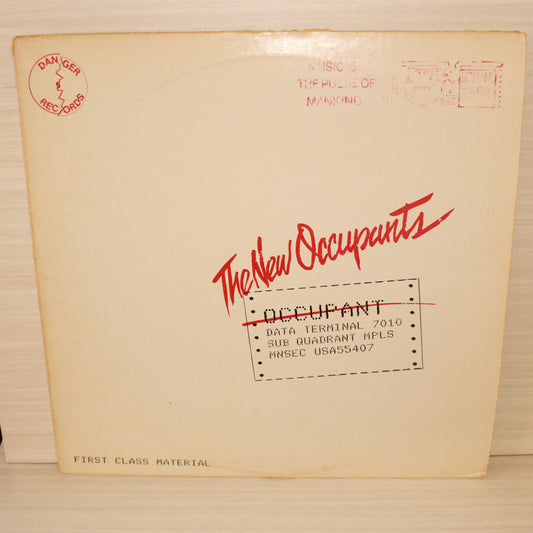 DANGER
RECORDS
MUSIC IS
THE PULSE OF
MANKIND
The New Occupants
OCCUPANT
DATA TERMINAL 7010
SUB QUADRANT MPLS
MNSEC USA55407
FIRST CLASS MATERIAL